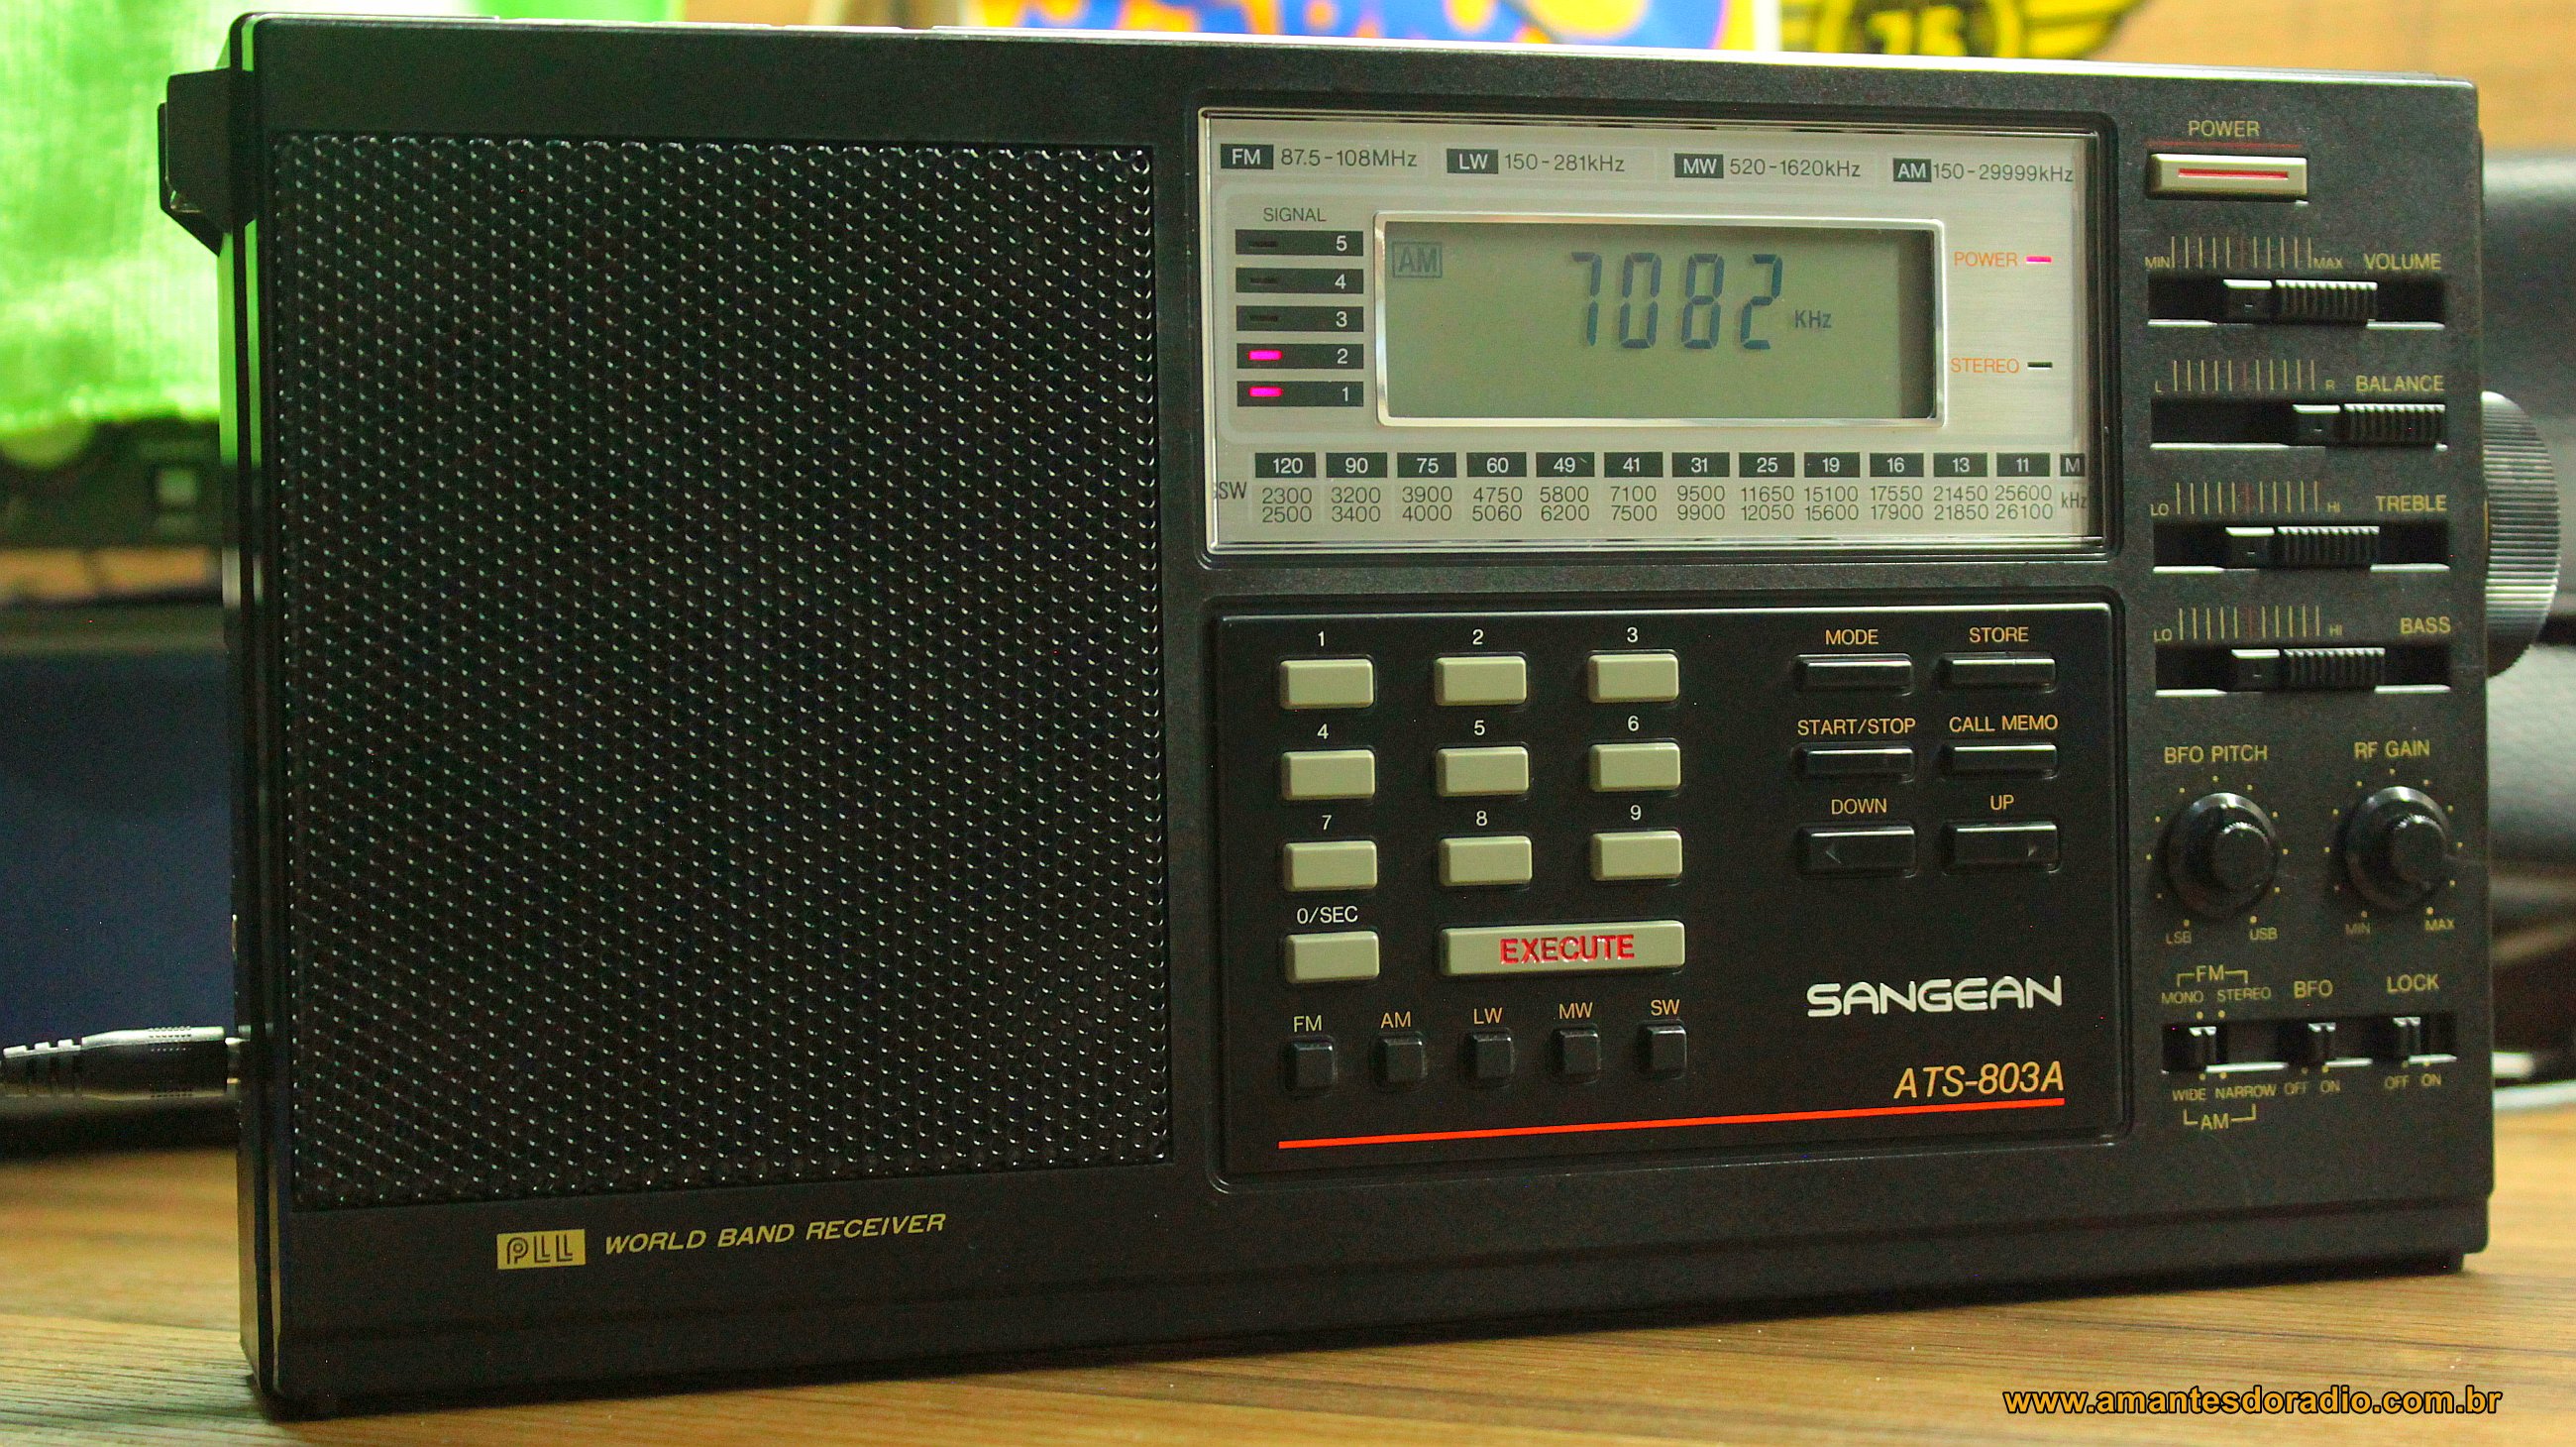 75
POWER
FM 87.5-108MHz LW 150-281kHz MW 520-1620kHz AM 150-29999kHz
SIGNAL
5
4
3
2
1
AM 7082 KHz
POWER
STEREO
120 90 75 60 49 41 31 25 19 16 13 11 M
SW 2300 3200 3900 4750 5800 7100 9500 11650 15100 17550 21450 25600 kHz
2500 3400 4000 5060 6200 7500 9900 12050 15600 17900 21850 26100
MIN MAX VOLUME
L R BALANCE
LO HI TREBLE
LO HI BASS
1 2 3
4 5 6
7 8 9
0/SEC EXECUTE
FM AM LW MW SW
MODE STORE
START/STOP CALL MEMO
DOWN UP
SANGEAN
ATS-803A
BFO PITCH RF GAIN
LSB USB MIN MAX
FM
MONO STEREO BFO LOCK
WIDE NARROW OFF ON OFF ON
AM
PLL WORLD BAND RECEIVER
www.amantesdoradio.com.br